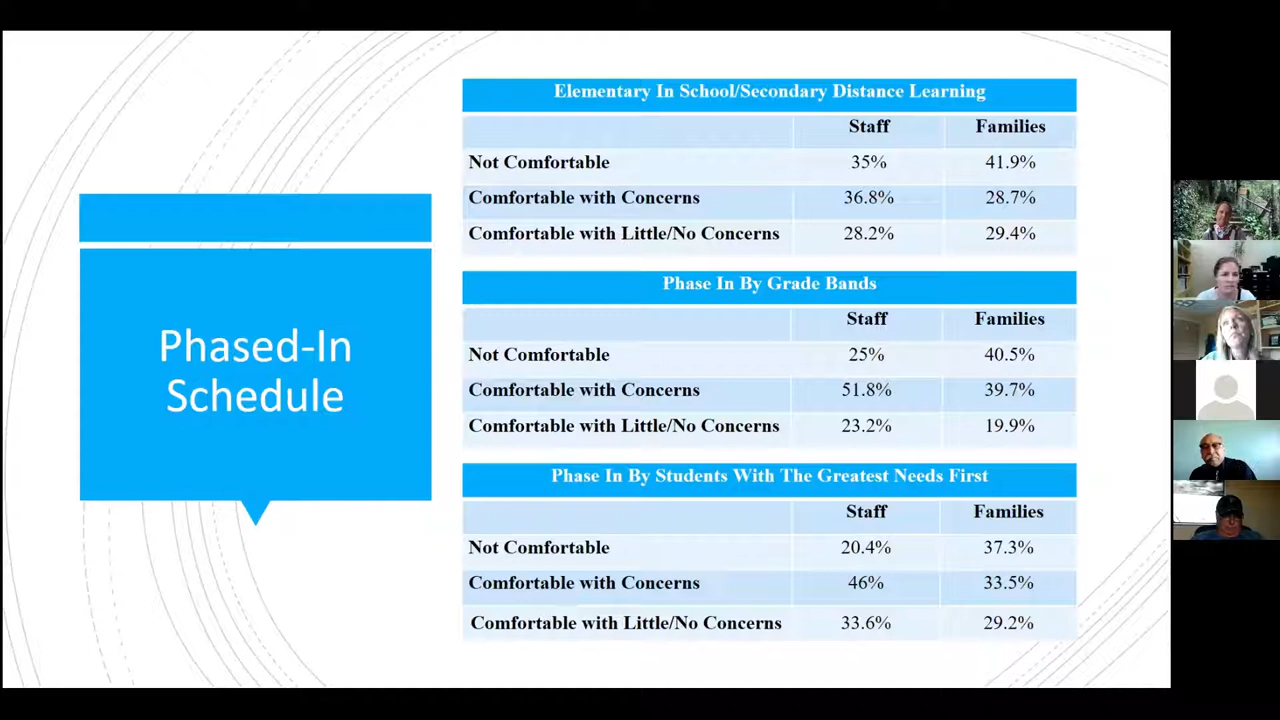 Phased-In
Schedule
Elementary In School/Secondary Distance Learning
Staff Families
Not Comfortable 35% 41.9%
Comfortable with Concerns 36.8% 28.7%
Comfortable with Little/No Concerns 28.2% 29.4%
Phase In By Grade Bands
Staff Families
Not Comfortable 25% 40.5%
Comfortable with Concerns 51.8% 39.7%
Comfortable with Little/No Concerns 23.2% 19.9%
Phase In By Students With The Greatest Needs First
Staff Families
Not Comfortable 20.4% 37.3%
Comfortable with Concerns 46% 33.5%
Comfortable with Little/No Concerns 33.6% 29.2%